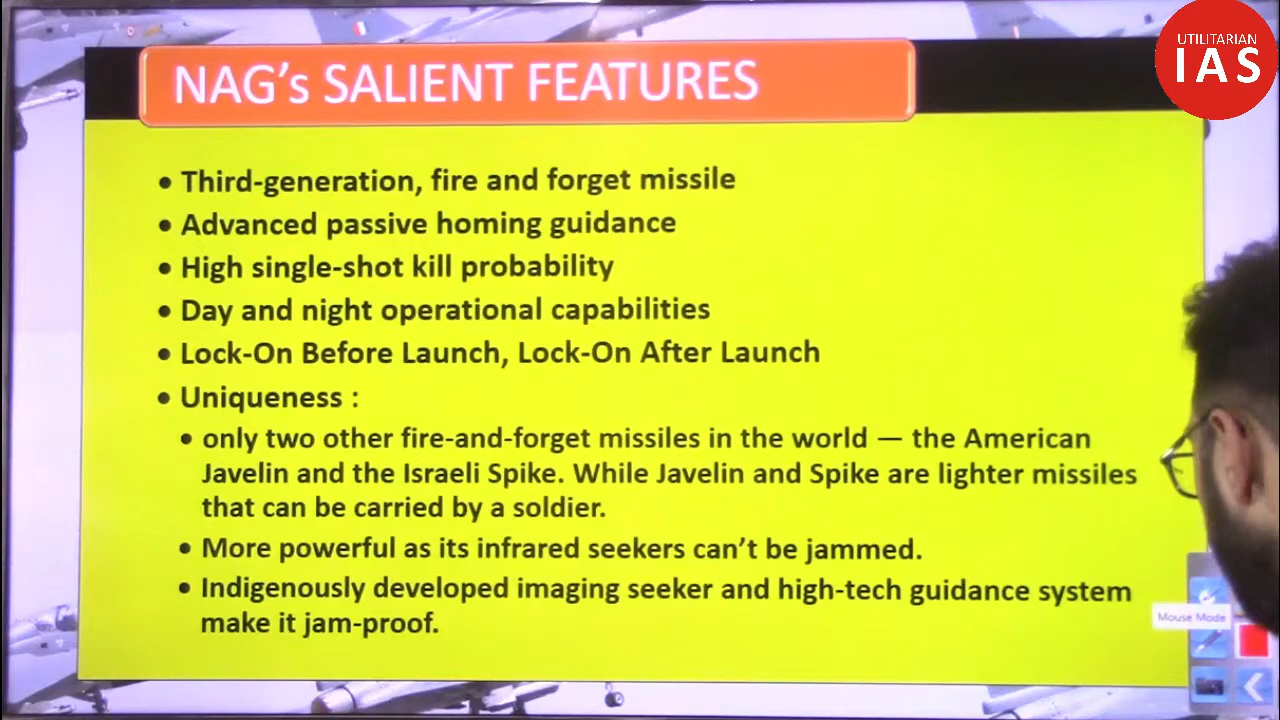 UTILITARIAN
IAS
NAG's SALIENT FEATURES
• Third-generation, fire and forget missile
• Advanced passive homing guidance
• High single-shot kill probability
• Day and night operational capabilities
• Lock-On Before Launch, Lock-On After Launch
• Uniqueness :
• only two other fire-and-forget missiles in the world — the American
Javelin and the Israeli Spike. While Javelin and Spike are lighter missiles
that can be carried by a soldier.
• More powerful as its infrared seekers can't be jammed.
• Indigenously developed imaging seeker and high-tech guidance system
make it jam-proof.
Mouse Mode